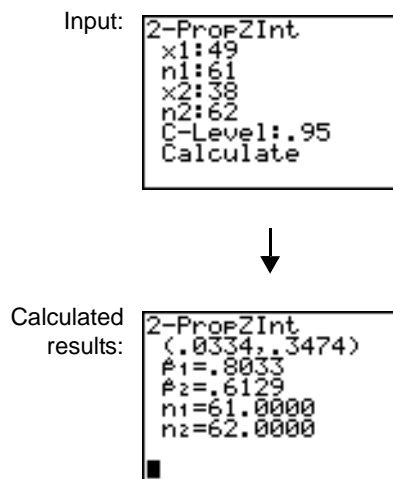 Input:
2-PropZInt
x1:49
n1:61
x2:38
n2:62
C-Level:.95
Calculate
Calculated
results:
2-PropZInt
(.0334,.3474)
p̂1=.8033
p̂2=.6129
n1=61.0000
n2=62.0000